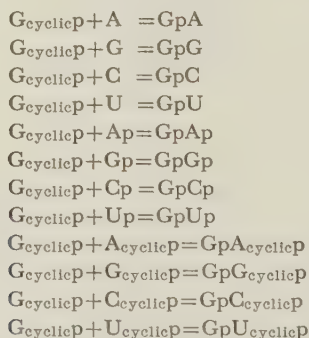 Gcyclicp+A =GpA
Gcyclicp+G =GpG
Gcyclicp+C =GpC
Gcyclicp+U =GpU
Gcyclicp+Ap=GpAp
Gcyclicp+Gp=GpGp
Gcyclicp+Cp=GpCp
Gcyclicp+Up=GpUp
Gcyclicp+Acyclicp=GpAcyclicp
Gcyclicp+Gcyclicp=GpGcyclicp
Gcyclicp+Ccyclicp=GpCcyclicp
Gcyclicp+Ucyclicp=GpUcyclicp